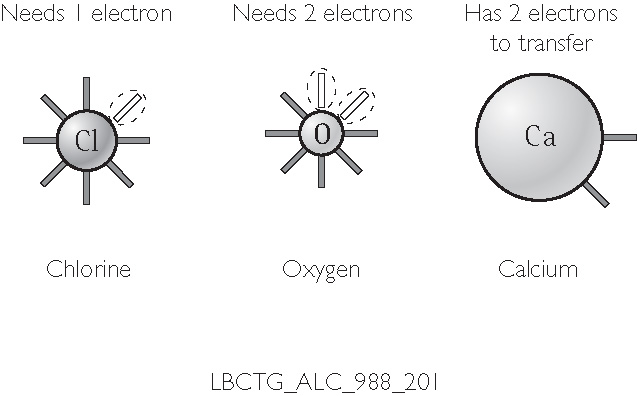 Needs 1 electron
Needs 2 electrons
Has 2 electrons
to transfer
Cl
O
Ca
Chlorine
Oxygen
Calcium
LBCTG_ALC_988_201